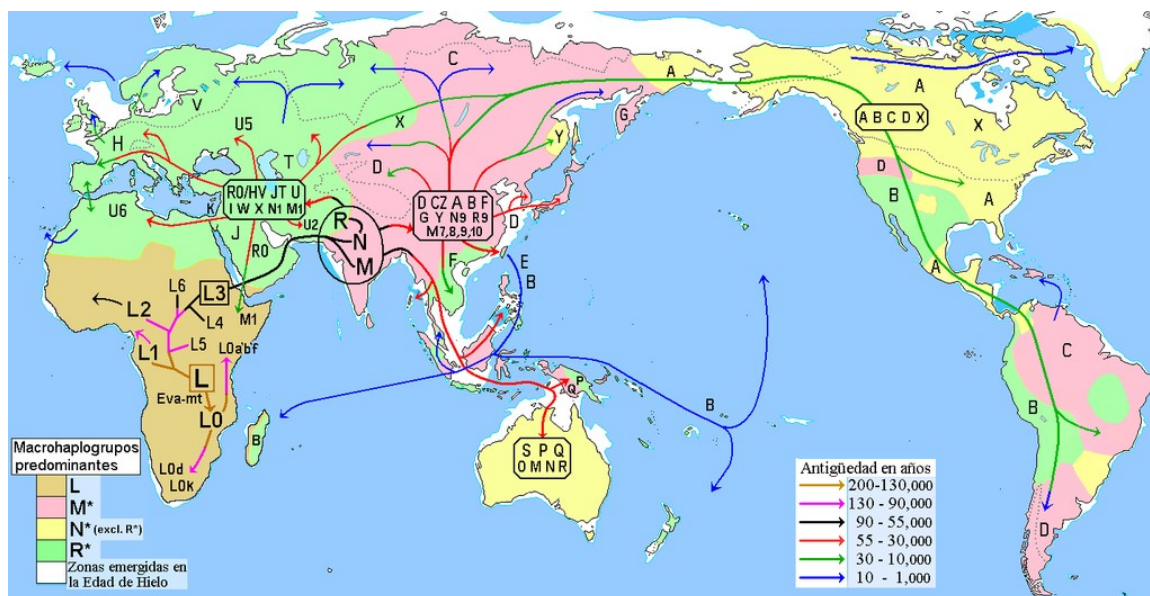 C
A
A
V
G
A B C D X
X
H
U5
X
Y
T
D
D
A
R0/HV JT U
I W X N1 M1
D CZ A B F
G Y N9 R9
M7,8,9,10
D
K
U6
U2
R
N
M
J
R0
F
E
B
A
L6
L3
L2
L4
M1
L5
L1
L0abf
L
Eva-mt
L0
C
P
Q
B
B
B
S P Q
O M N R
L0d
L0k
D
Macrohaplogrupos
predominantes
L
M*
N* (excl. R*)
R*
Zonas emergidas en
la Edad de Hielo
Antigüedad en años
200-130,000
130 - 90,000
90 - 55,000
55 - 30,000
30 - 10,000
10 - 1,000